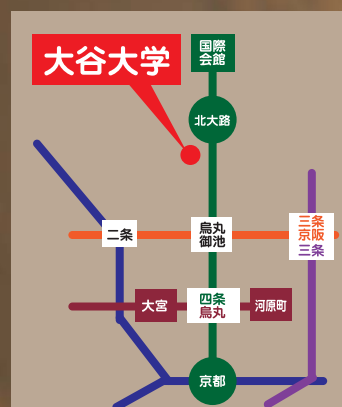 大谷大学
国際
会館
北大路
二条
烏丸
御池
三条
京阪
三条
大宮
四条
烏丸
河原町
京都